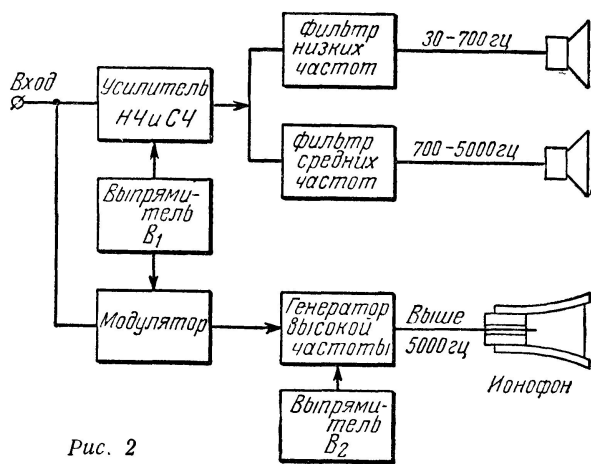 Вход
Усилитель
НЧ и СЧ
Фильтр
низких
частот
30-700 гц
Фильтр
средних
частот
700-5000 гц
Выпрями-
тель
В1
Модулятор
Генератор
высокой
частоты
Выше
5000 гц
Ионофон
Выпрями-
тель
В2
Рис. 2